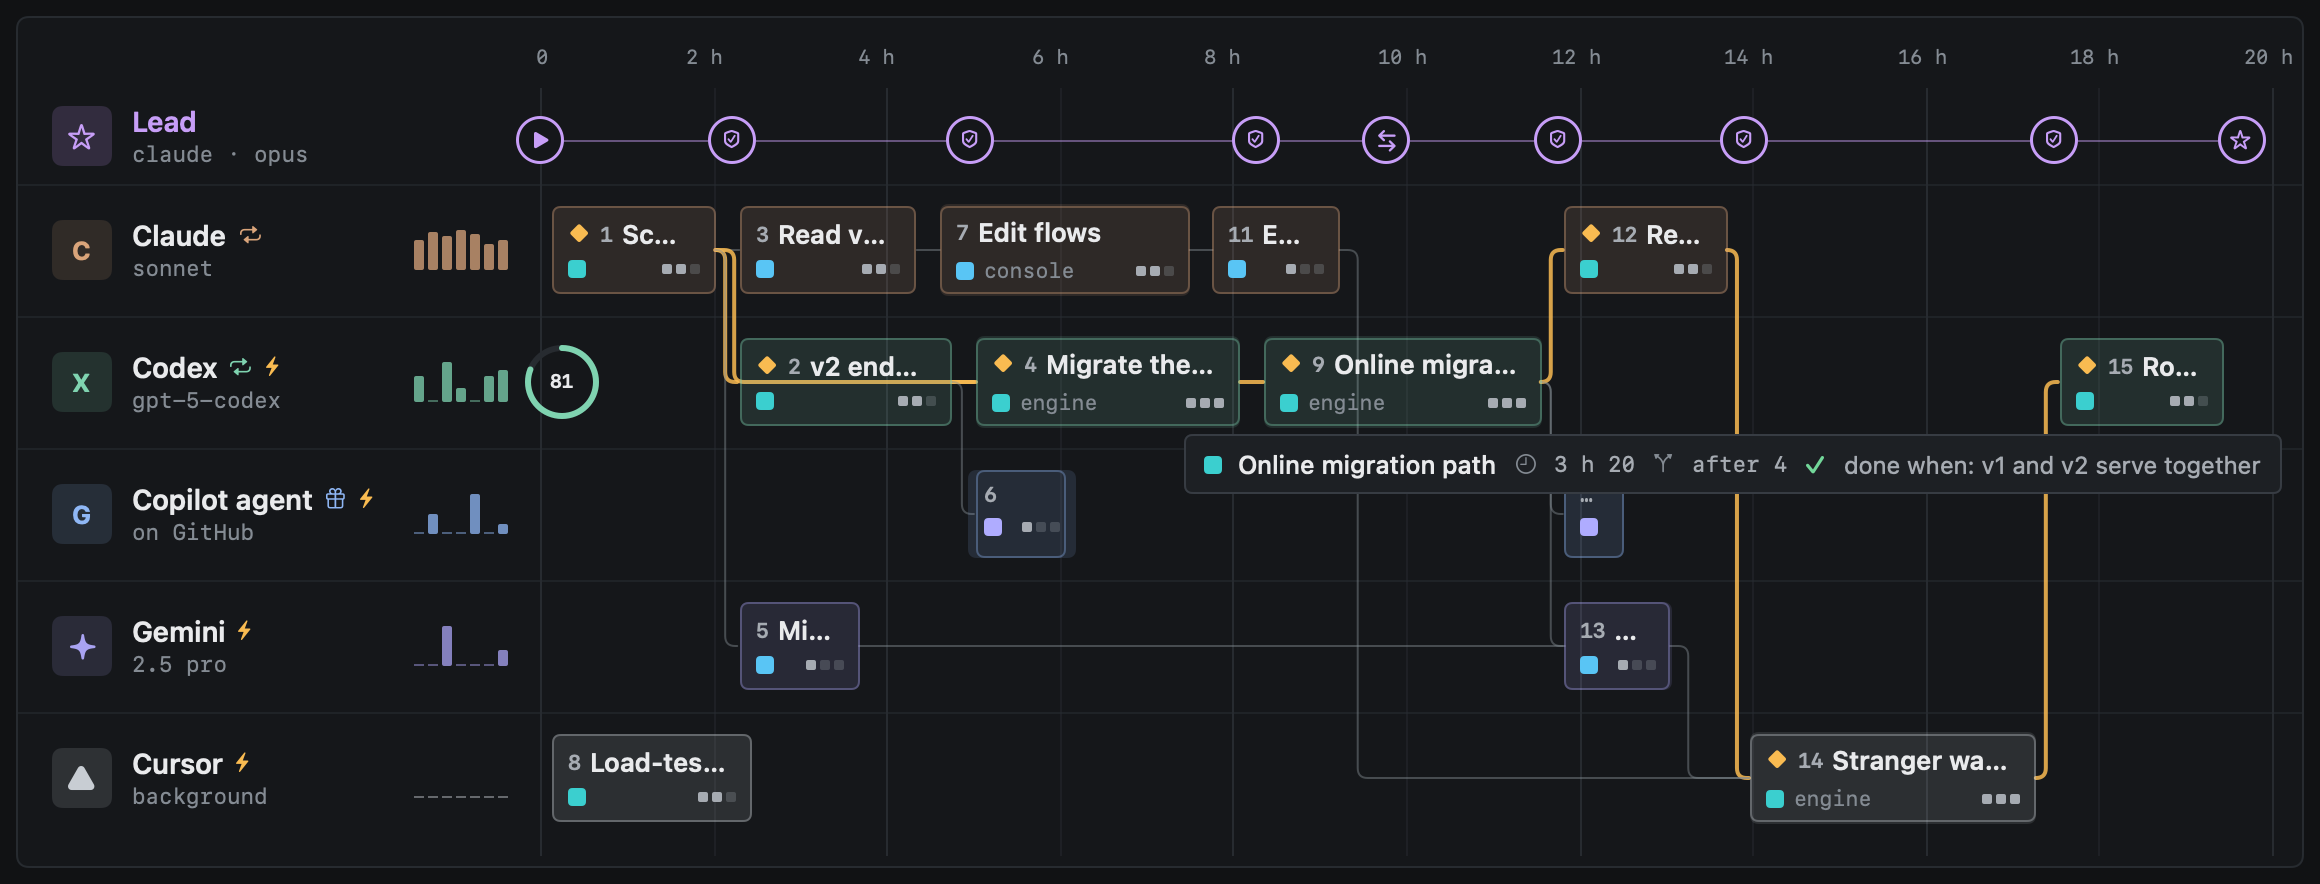 0 2 h 4 h 6 h 8 h 10 h 12 h 14 h 16 h 18 h 20 h
Lead
claude · opus
Claude
sonnet
C
1 Sc...
3 Read v...
7 Edit flows
console
11 E...
12 Re...
Codex
gpt-5-codex
X
81
2 v2 end...
4 Migrate the...
engine
9 Online migra...
engine
15 Ro...
Online migration path 3 h 20 after 4 done when: v1 and v2 serve together
Copilot agent
on GitHub
G
6
...
Gemini
2.5 pro
5 Mi...
13 ...
Cursor
background
8 Load-tes...
14 Stranger wa...
engine